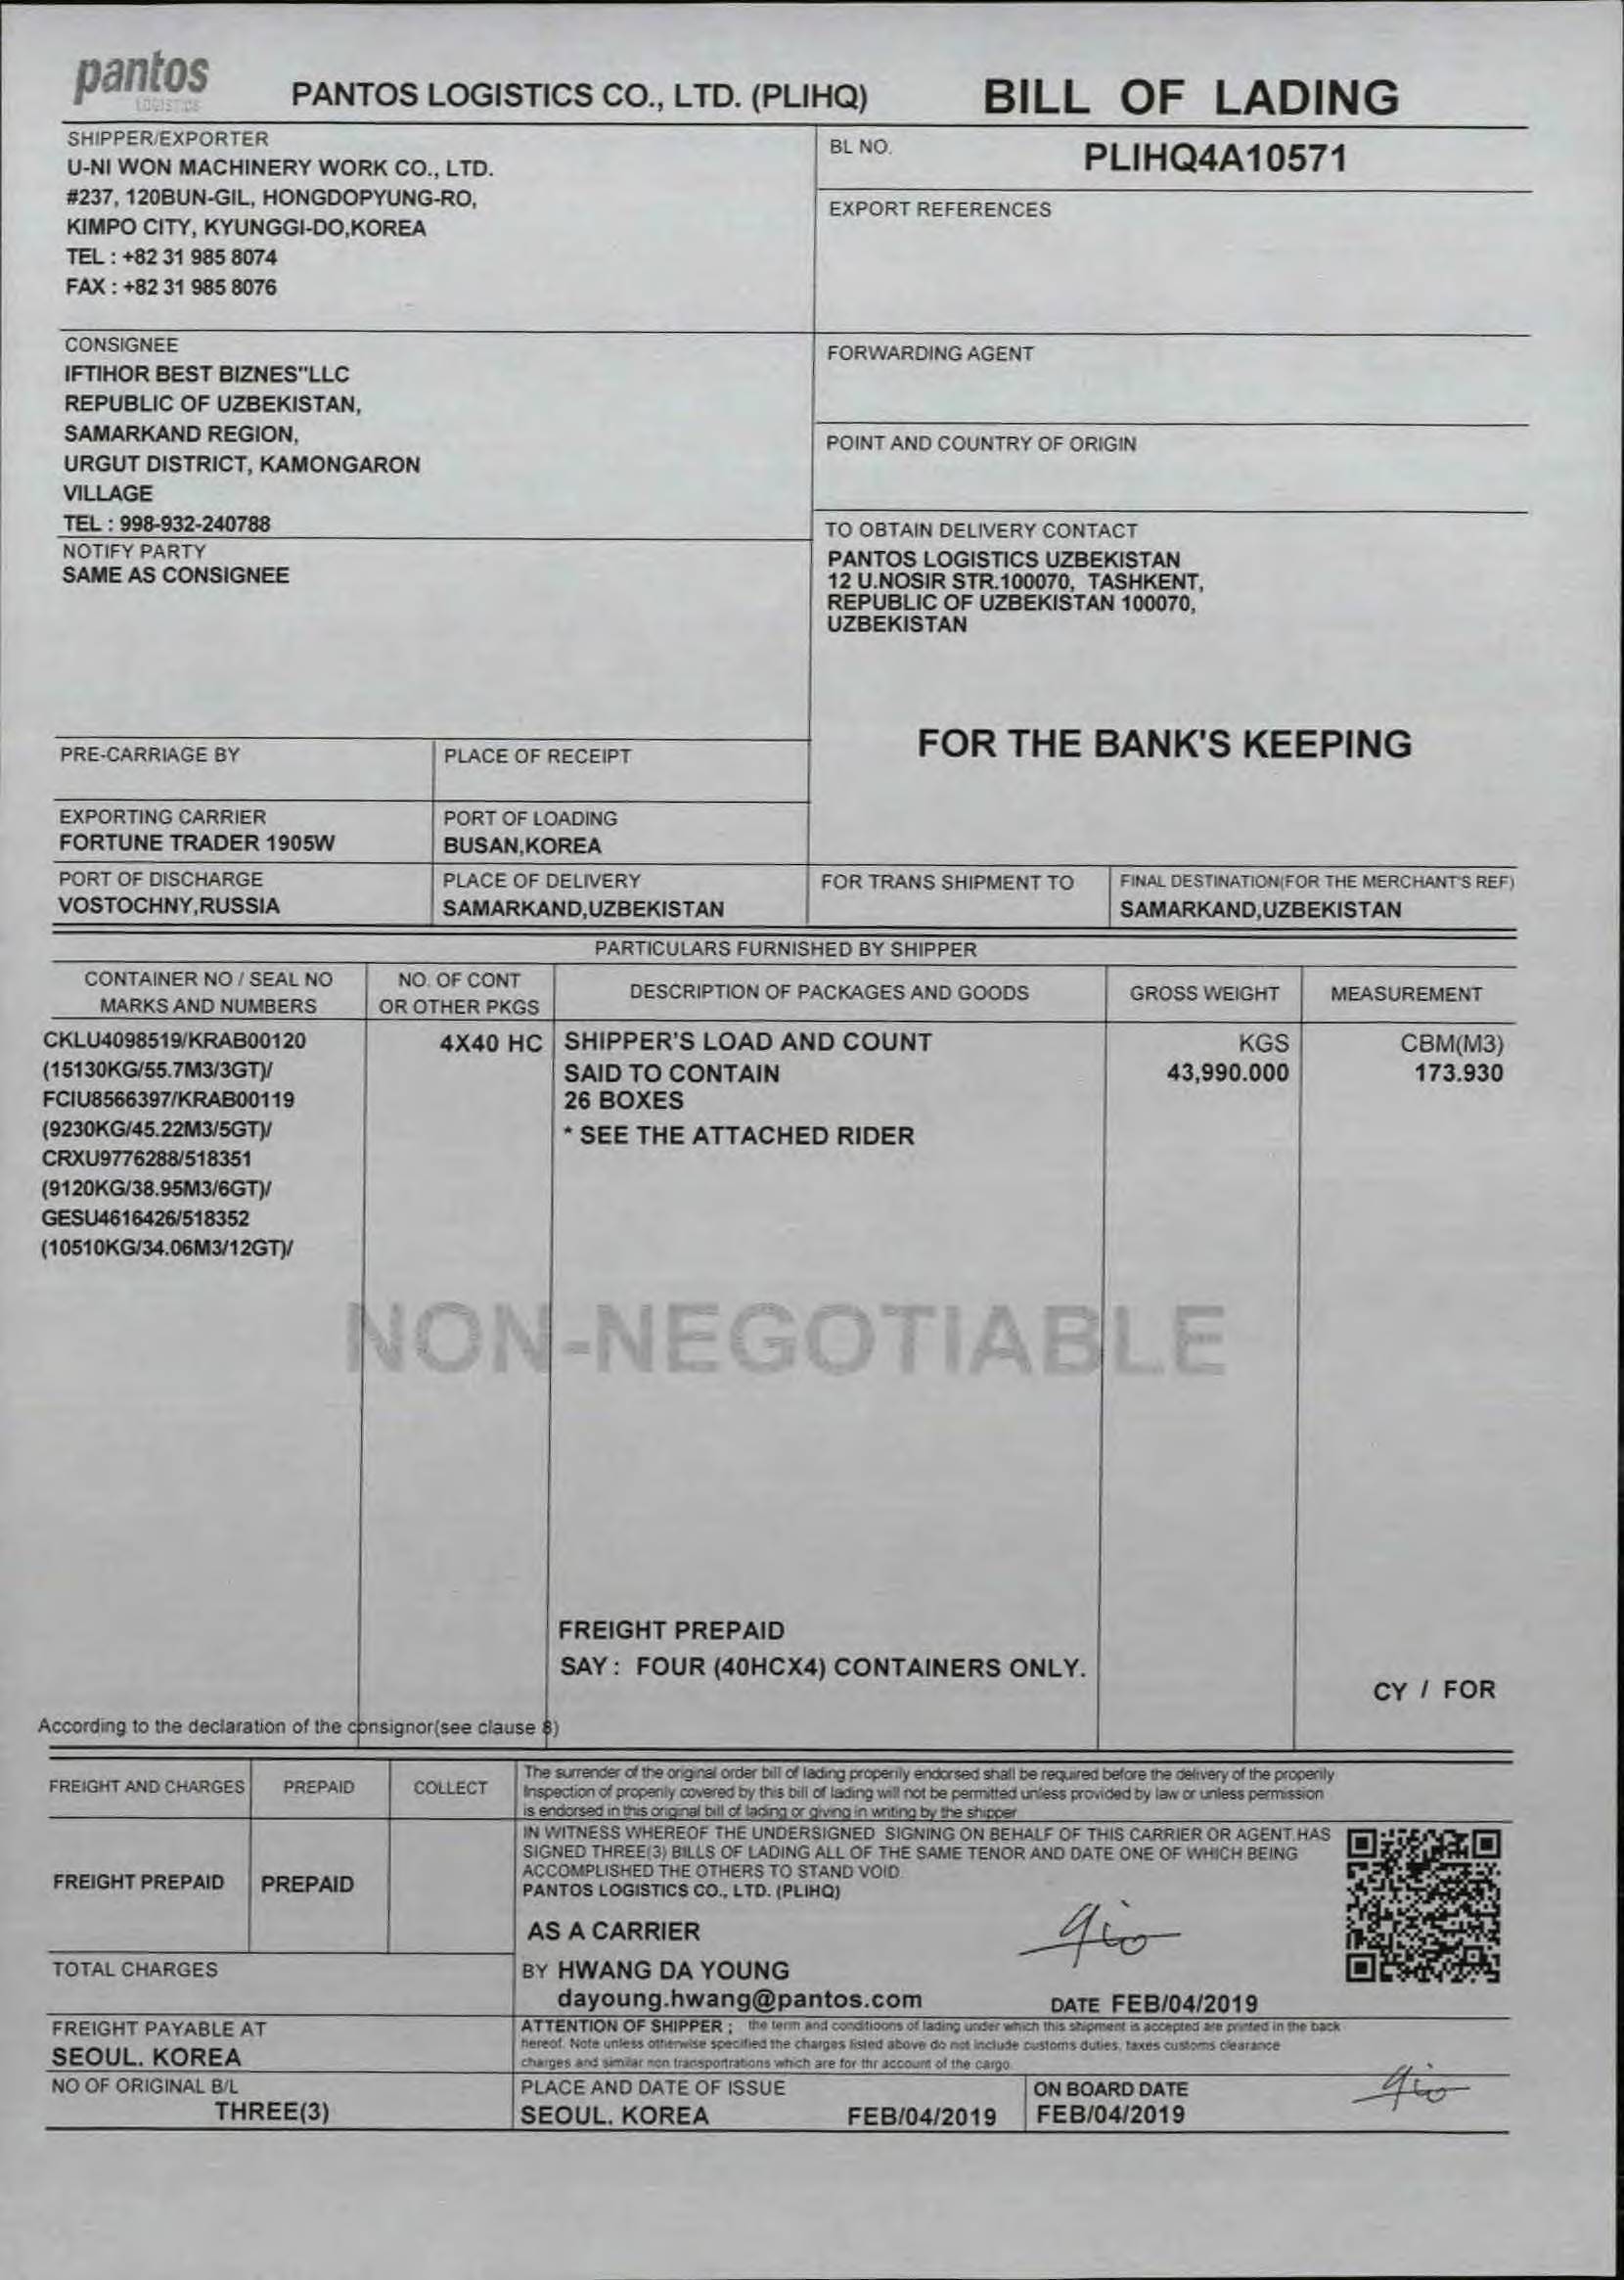 pantos
LOGISTICS
PANTOS LOGISTICS CO., LTD. (PLIHQ)
BILL OF LADING
SHIPPER/EXPORTER
U-NI WON MACHINERY WORK CO., LTD.
#237, 120BUN-GIL, HONGDOPYUNG-RO,
KIMPO CITY, KYUNGGI-DO,KOREA
TEL : +82 31 985 8074
FAX : +82 31 985 8076
BL NO.
PLIHQ4A10571
EXPORT REFERENCES
CONSIGNEE
IFTIHOR BEST BIZNES"LLC
REPUBLIC OF UZBEKISTAN,
SAMARKAND REGION,
URGUT DISTRICT, KAMONGARON
VILLAGE
TEL : 998-932-240788
FORWARDING AGENT
POINT AND COUNTRY OF ORIGIN
NOTIFY PARTY
SAME AS CONSIGNEE
TO OBTAIN DELIVERY CONTACT
PANTOS LOGISTICS UZBEKISTAN
12 U.NOSIR STR.100070, TASHKENT,
REPUBLIC OF UZBEKISTAN 100070,
UZBEKISTAN
FOR THE BANK'S KEEPING
PRE-CARRIAGE BY
PLACE OF RECEIPT
EXPORTING CARRIER
FORTUNE TRADER 1905W
PORT OF LOADING
BUSAN,KOREA
PORT OF DISCHARGE
VOSTOCHNY,RUSSIA
PLACE OF DELIVERY
SAMARKAND,UZBEKISTAN
FOR TRANS SHIPMENT TO
FINAL DESTINATION(FOR THE MERCHANT'S REF)
SAMARKAND,UZBEKISTAN
PARTICULARS FURNISHED BY SHIPPER
CONTAINER NO / SEAL NO
MARKS AND NUMBERS
NO. OF CONT
OR OTHER PKGS
DESCRIPTION OF PACKAGES AND GOODS
GROSS WEIGHT
MEASUREMENT
CKLU4098519/KRAB00120
(15130KG/55.7M3/3GT)/
FCIU8566397/KRAB00119
(9230KG/45.22M3/5GT)/
CRXU9776288/518351
(9120KG/38.95M3/6GT)/
GESU4616426/518352
(10510KG/34.06M3/12GT)/
4X40 HC
SHIPPER'S LOAD AND COUNT
SAID TO CONTAIN
26 BOXES
* SEE THE ATTACHED RIDER
KGS
43,990.000
CBM(M3)
173.930
NON-NEGOTIABLE
FREIGHT PREPAID
SAY : FOUR (40HCX4) CONTAINERS ONLY.
CY / FOR
According to the declaration of the consignor(see clause 8)
FREIGHT AND CHARGES
PREPAID
COLLECT
The surrender of the original order bill of lading properily endorsed shall be required before the delivery of the properily
Inspection of properily covered by this bill of lading will not be permitted unless provided by law or unless permission
is endorsed in this original bill of lading or giving in writing by the shipper
FREIGHT PREPAID
PREPAID
IN WITNESS WHEREOF THE UNDERSIGNED SIGNING ON BEHALF OF THIS CARRIER OR AGENT.HAS
SIGNED THREE(3) BILLS OF LADING ALL OF THE SAME TENOR AND DATE ONE OF WHICH BEING
ACCOMPLISHED THE OTHERS TO STAND VOID.
PANTOS LOGISTICS CO., LTD. (PLIHQ)
AS A CARRIER
BY HWANG DA YOUNG
dayoung.hwang@pantos.com
DATE FEB/04/2019
TOTAL CHARGES
FREIGHT PAYABLE AT
SEOUL. KOREA
ATTENTION OF SHIPPER ; the term and conditioons of lading under which this shipment is accepted are printed in the back
hereof. Note unless otherwise specified the charges listed above do not include customs duties, taxes customs clearance
charges and similar non transportrations which are for thr account of the cargo.
NO OF ORIGINAL B/L
THREE(3)
PLACE AND DATE OF ISSUE
SEOUL. KOREA
FEB/04/2019
ON BOARD DATE
FEB/04/2019